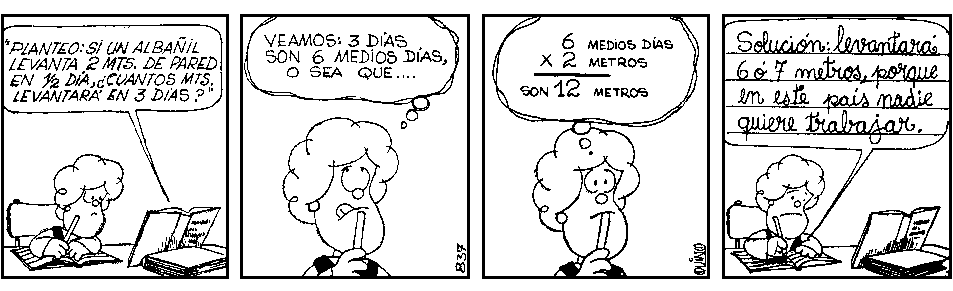 "PLANTEO: SI UN ALBAÑIL
LEVANTA 2 MTS. DE PARED
EN ½ DÍA, ¿CUANTOS MTS.
LEVANTARÁ EN 3 DÍAS?"
VEAMOS: 3 DÍAS
SON 6 MEDIOS DÍAS,
O SEA QUE....
837
6 MEDIOS DÍAS
x 2 METROS
SON 12 METROS
QUINO
Solución: levantará
6 ó 7 metros, porque
en este país nadie
quiere trabajar.